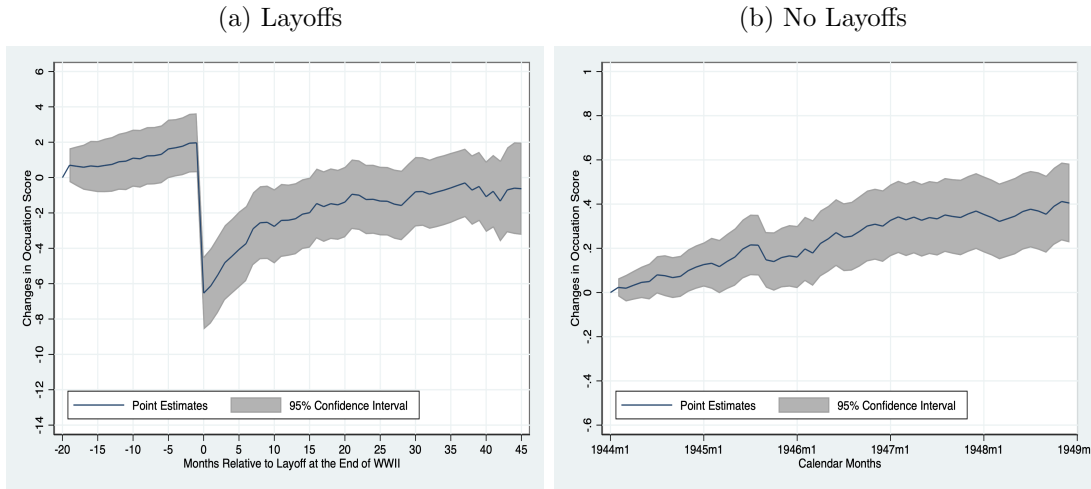 (a) Layoffs
Changes in Occuation Score
6
4
2
0
-2
-4
-6
-8
-10
-12
-14
Point Estimates
95% Confidence Interval
-20 -15 -10 -5 0 5 10 15 20 25 30 35 40 45
Months Relative to Layoff at the End of WWII
(b) No Layoffs
Changes in Occuation Score
1
.8
.6
.4
.2
0
-.2
-.4
-.6
Point Estimates
95% Confidence Interval
1944m1 1945m1 1946m1 1947m1 1948m1 1949m
Calendar Months